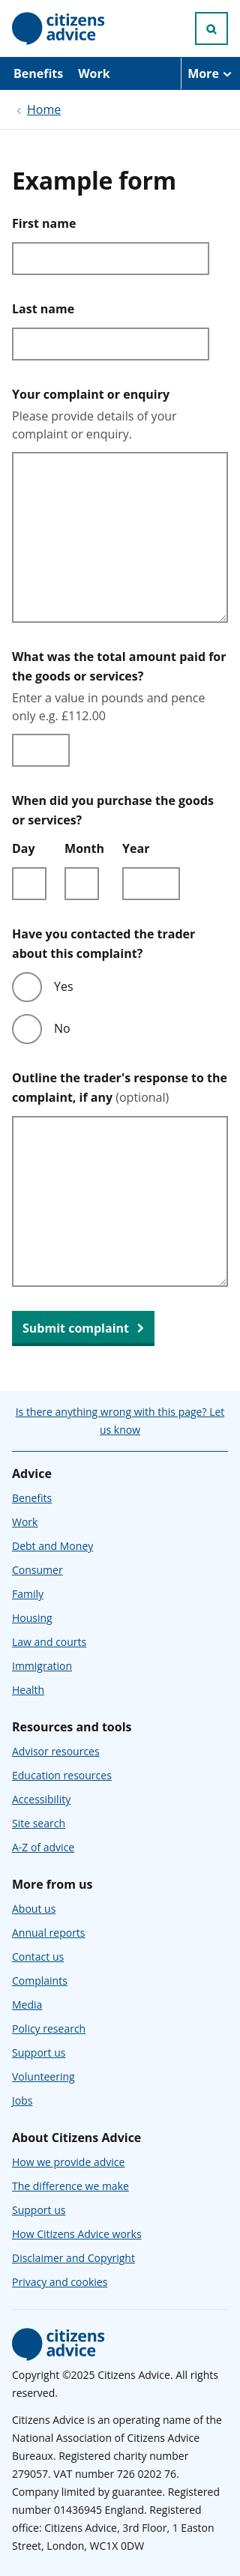 citizens
advice
Benefits Work More
Home
Example form
First name
Last name
Your complaint or enquiry
Please provide details of your
complaint or enquiry.
What was the total amount paid for
the goods or services?
Enter a value in pounds and pence
only e.g. £112.00
When did you purchase the goods
or services?
Day Month Year
Have you contacted the trader
about this complaint?
Yes
No
Outline the trader's response to the
complaint, if any (optional)
Submit complaint
Is there anything wrong with this page? Let
us know
Advice
Benefits
Work
Debt and Money
Consumer
Family
Housing
Law and courts
Immigration
Health
Resources and tools
Advisor resources
Education resources
Accessibility
Site search
A-Z of advice
More from us
About us
Annual reports
Contact us
Complaints
Media
Policy research
Support us
Volunteering
Jobs
About Citizens Advice
How we provide advice
The difference we make
Support us
How Citizens Advice works
Disclaimer and Copyright
Privacy and cookies
citizens
advice
Copyright ©2025 Citizens Advice. All rights
reserved.
Citizens Advice is an operating name of the
National Association of Citizens Advice
Bureaux. Registered charity number
279057. VAT number 726 0202 76.
Company limited by guarantee. Registered
number 01436945 England. Registered
office: Citizens Advice, 3rd Floor, 1 Easton
Street, London, WC1X 0DW